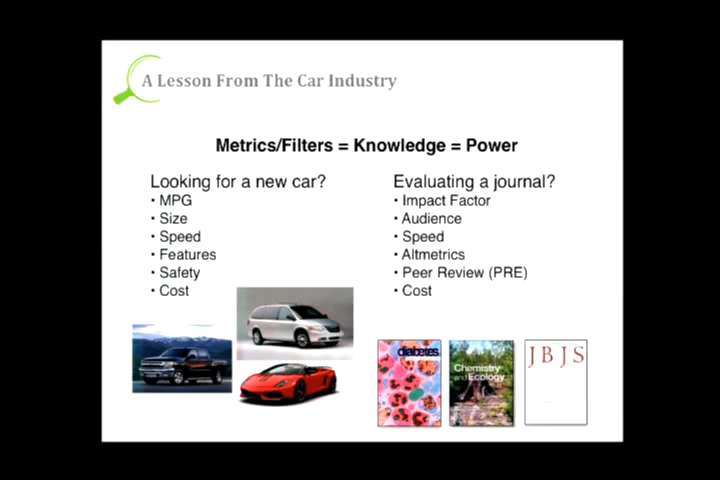 A Lesson From The Car Industry
Metrics/Filters = Knowledge = Power
Looking for a new car?
• MPG
• Size
• Speed
• Features
• Safety
• Cost
Evaluating a journal?
• Impact Factor
• Audience
• Speed
• Altmetrics
• Peer Review (PRE)
• Cost
diabetes
Chemistry
and Ecology
JBJS